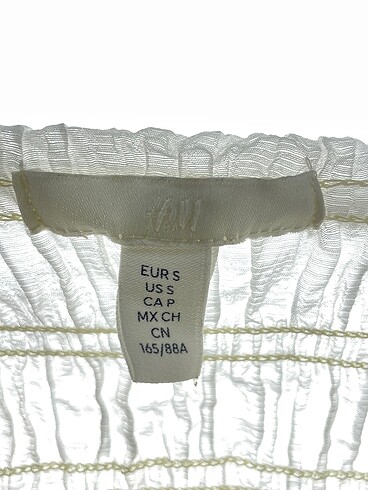 H&M
EUR S
US S
CA P
MX CH
CN
165/88A